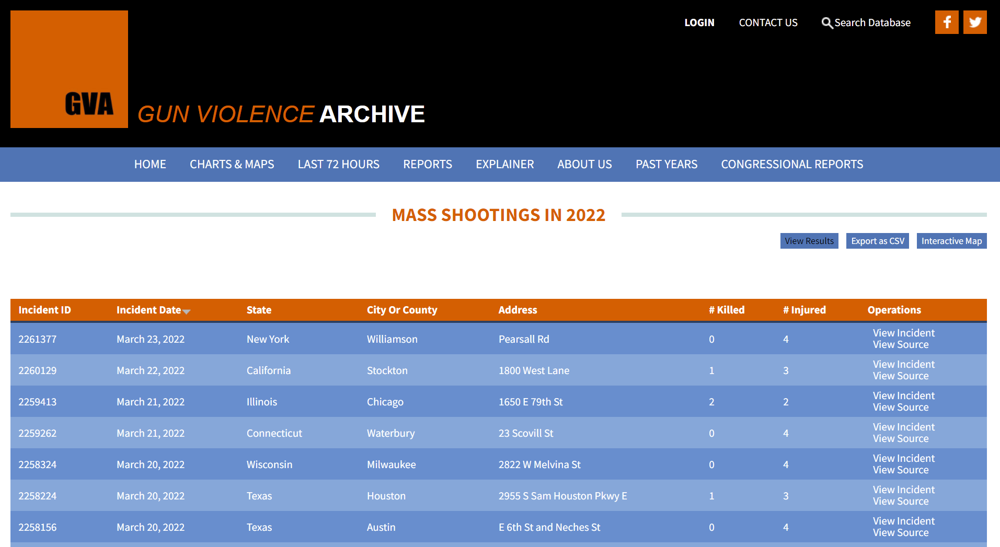 LOGIN CONTACT US Search Database
GVA
GUN VIOLENCE ARCHIVE
HOME CHARTS & MAPS LAST 72 HOURS REPORTS EXPLAINER ABOUT US PAST YEARS CONGRESSIONAL REPORTS
MASS SHOOTINGS IN 2022
View Results Export as CSV Interactive Map
Incident ID Incident Date State City Or County Address # Killed # Injured Operations
2261377 March 23, 2022 New York Williamson Pearsall Rd 0 4 View Incident
View Source
2260129 March 22, 2022 California Stockton 1800 West Lane 1 3 View Incident
View Source
2259413 March 21, 2022 Illinois Chicago 1650 E 79th St 2 2 View Incident
View Source
2259262 March 21, 2022 Connecticut Waterbury 23 Scovill St 0 4 View Incident
View Source
2258324 March 20, 2022 Wisconsin Milwaukee 2822 W Melvina St 0 4 View Incident
View Source
2258224 March 20, 2022 Texas Houston 2955 S Sam Houston Pkwy E 1 3 View Incident
View Source
2258156 March 20, 2022 Texas Austin E 6th St and Neches St 0 4 View Incident
View Source